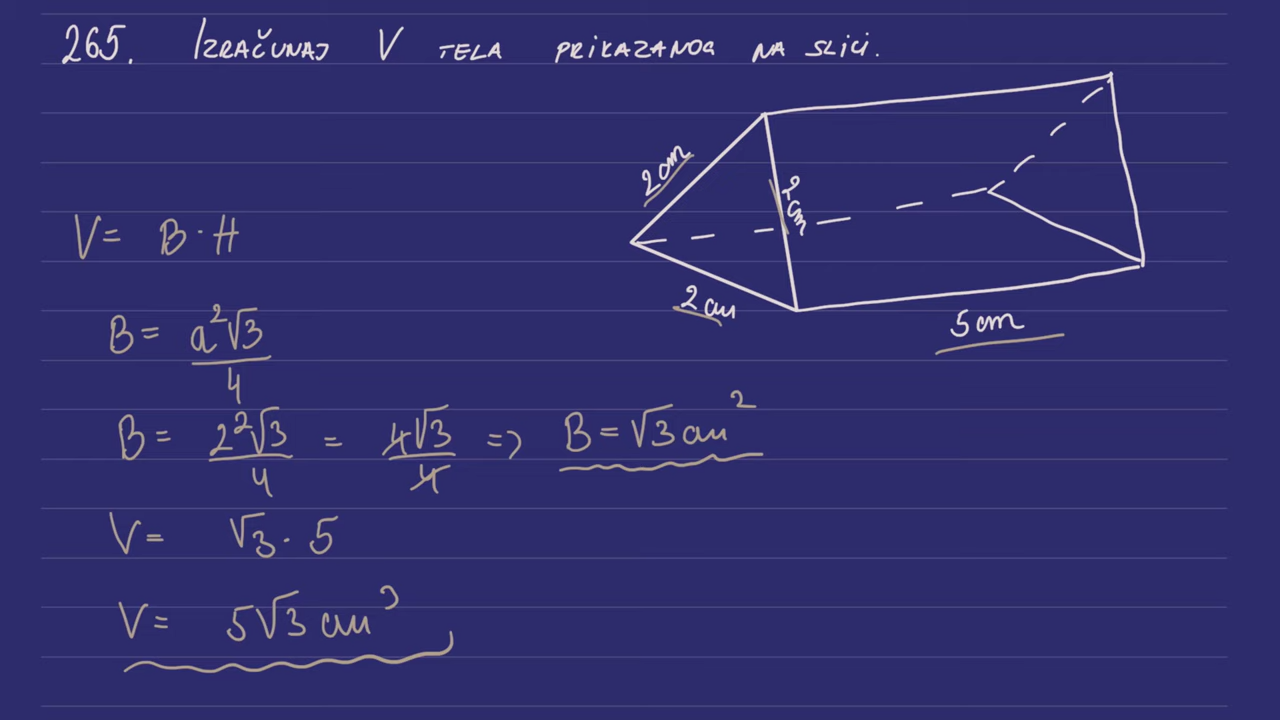 265. IZRAČUNAJ V TELA PRIKAZANOG NA SLICI.
2cm
2cm
2cm
5cm
V = B · H
B = a²√3/4
B = 2²√3/4 = 4√3/4 => B = √3 cm²
V = √3 · 5
V = 5√3 cm³